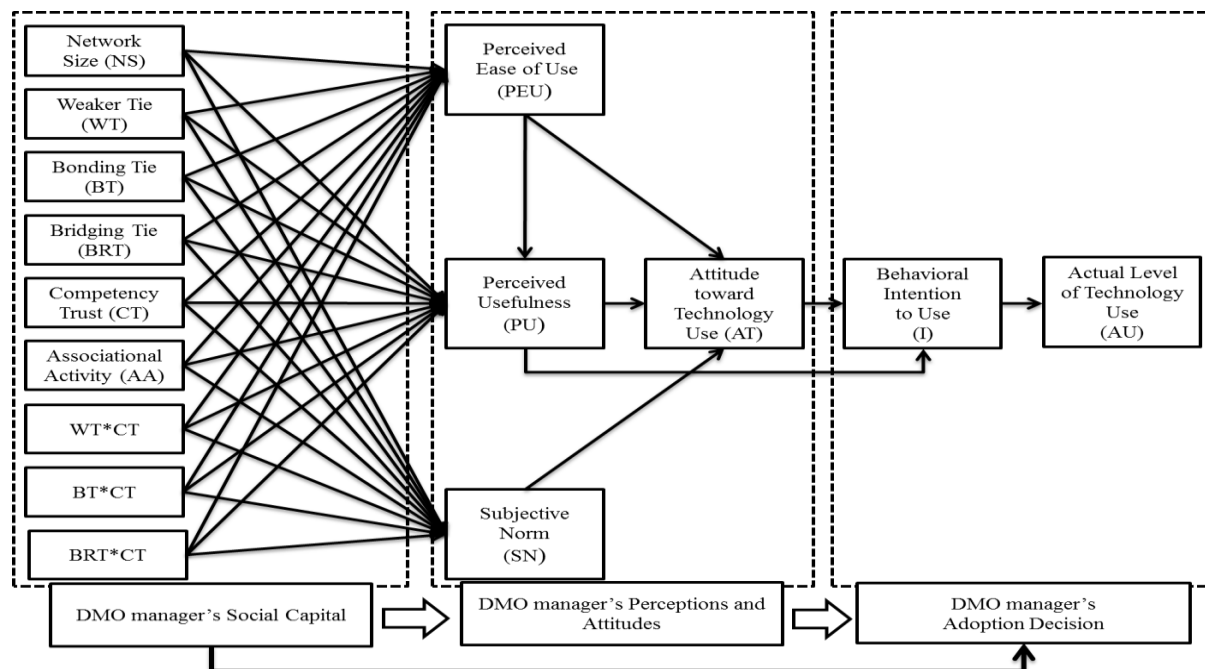 Network
Size (NS)
Weaker Tie
(WT)
Bonding Tie
(BT)
Bridging Tie
(BRT)
Competency
Trust (CT)
Associational
Activity (AA)
WT*CT
BT*CT
BRT*CT
Perceived
Ease of Use
(PEU)
Perceived
Usefulness
(PU)
Subjective
Norm
(SN)
Attitude
toward
Technology
Use (AT)
Behavioral
Intention
to Use
(I)
Actual Level
of Technology
Use
(AU)
DMO manager’s Social Capital
DMO manager’s Perceptions and
Attitudes
DMO manager’s
Adoption Decision